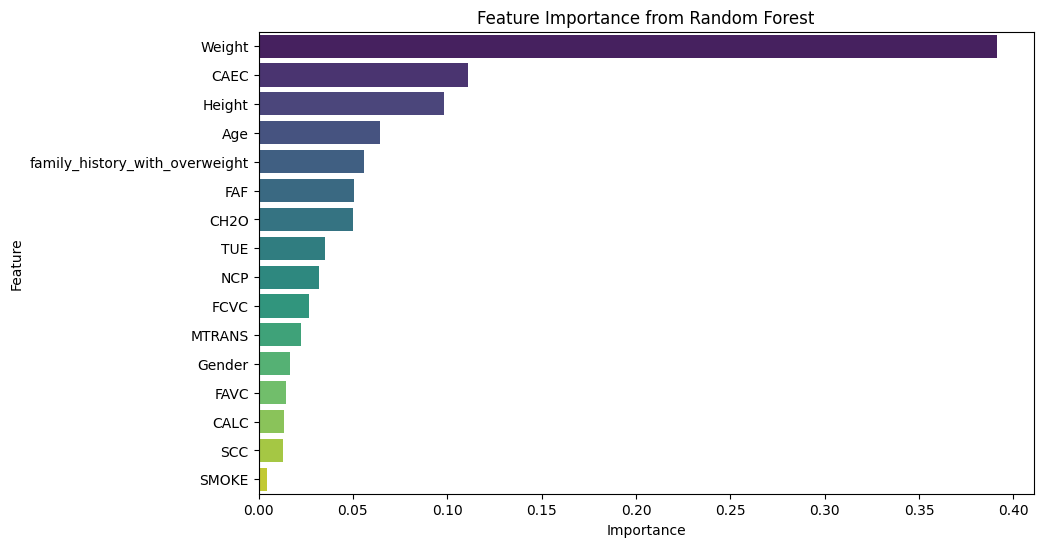 Feature Importance from Random Forest
Weight
CAEC
Height
Age
family_history_with_overweight
FAF
CH2O
TUE
NCP
FCVC
MTRANS
Gender
FAVC
CALC
SCC
SMOKE
Feature
0.00 0.05 0.10 0.15 0.20 0.25 0.30 0.35 0.40
Importance